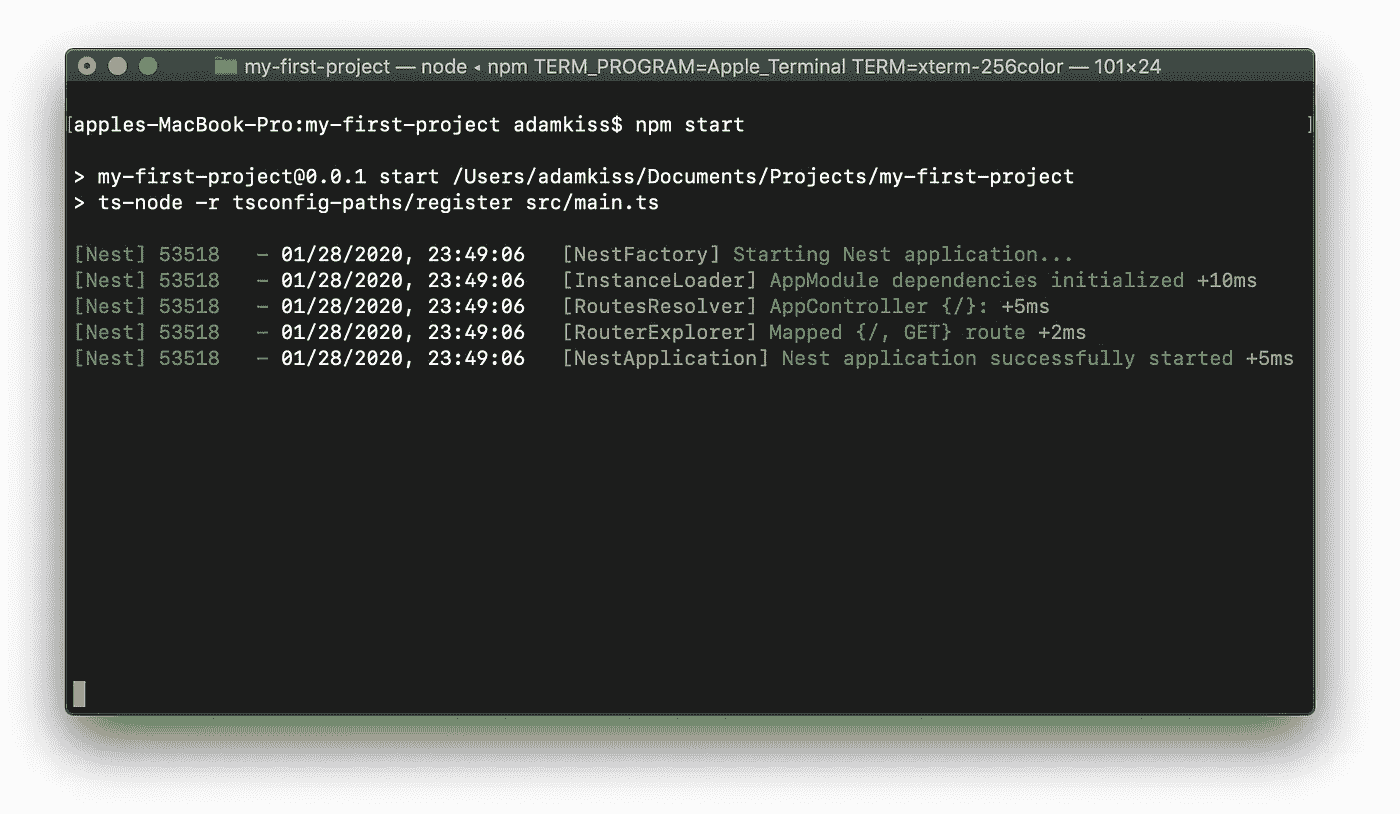 my-first-project — node ◂ npm TERM_PROGRAM=Apple_Terminal TERM=xterm-256color — 101×24
[apples-MacBook-Pro:my-first-project adamkiss$ npm start ]
> my-first-project@0.0.1 start /Users/adamkiss/Documents/Projects/my-first-project
> ts-node -r tsconfig-paths/register src/main.ts
[Nest] 53518   - 01/28/2020, 23:49:06   [NestFactory] Starting Nest application...
[Nest] 53518   - 01/28/2020, 23:49:06   [InstanceLoader] AppModule dependencies initialized +10ms
[Nest] 53518   - 01/28/2020, 23:49:06   [RoutesResolver] AppController {/}: +5ms
[Nest] 53518   - 01/28/2020, 23:49:06   [RouterExplorer] Mapped {/, GET} route +2ms
[Nest] 53518   - 01/28/2020, 23:49:06   [NestApplication] Nest application successfully started +5ms